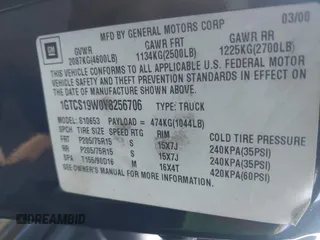 GM
MFD BY GENERAL MOTORS CORP 03/00
GVWR GAWR FRT GAWR RR
2087KG(4600LB) 1134KG(2500LB) 1225KG(2700LB)
THIS VEHICLE CONFORMS TO ALL APPLICABLE U.S. FEDERAL
MOTOR VEHICLE SAFETY STANDARDS IN EFFECT ON THE DATE OF
MANUFACTURE SHOWN ABOVE.
1GTCS19W0Y8256706 TYPE: TRUCK
MODEL: S10653 PAYLOAD = 474KG(1044LB)
TIRE SIZE SPEED RTG RIM COLD TIRE PRESSURE
FRT P205/75R15 S 15X7J 240KPA(35PSI)
RR P205/75R15 S 15X7J 240KPA(35PSI)
SPA T155/90D16 M 16X4T 420KPA(60PSI)
SEE OWNER'S MANUAL FOR MORE INFORMATION.
© DREAMBID